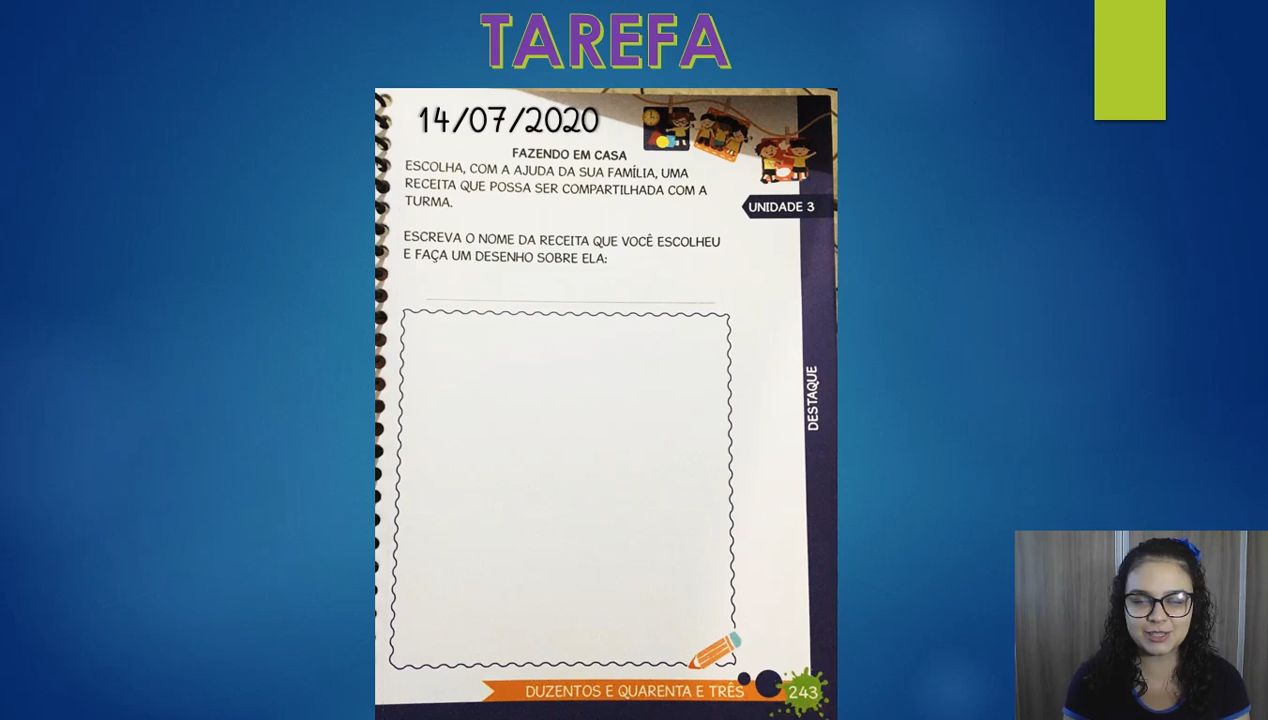 TAREFA
14/07/2020
FAZENDO EM CASA
ESCOLHA, COM A AJUDA DA SUA FAMÍLIA, UMA
RECEITA QUE POSSA SER COMPARTILHADA COM A
TURMA.
UNIDADE 3
ESCREVA O NOME DA RECEITA QUE VOCÊ ESCOLHEU
E FAÇA UM DESENHO SOBRE ELA:
DESTAQUE
DUZENTOS E QUARENTA E TRÊS
243